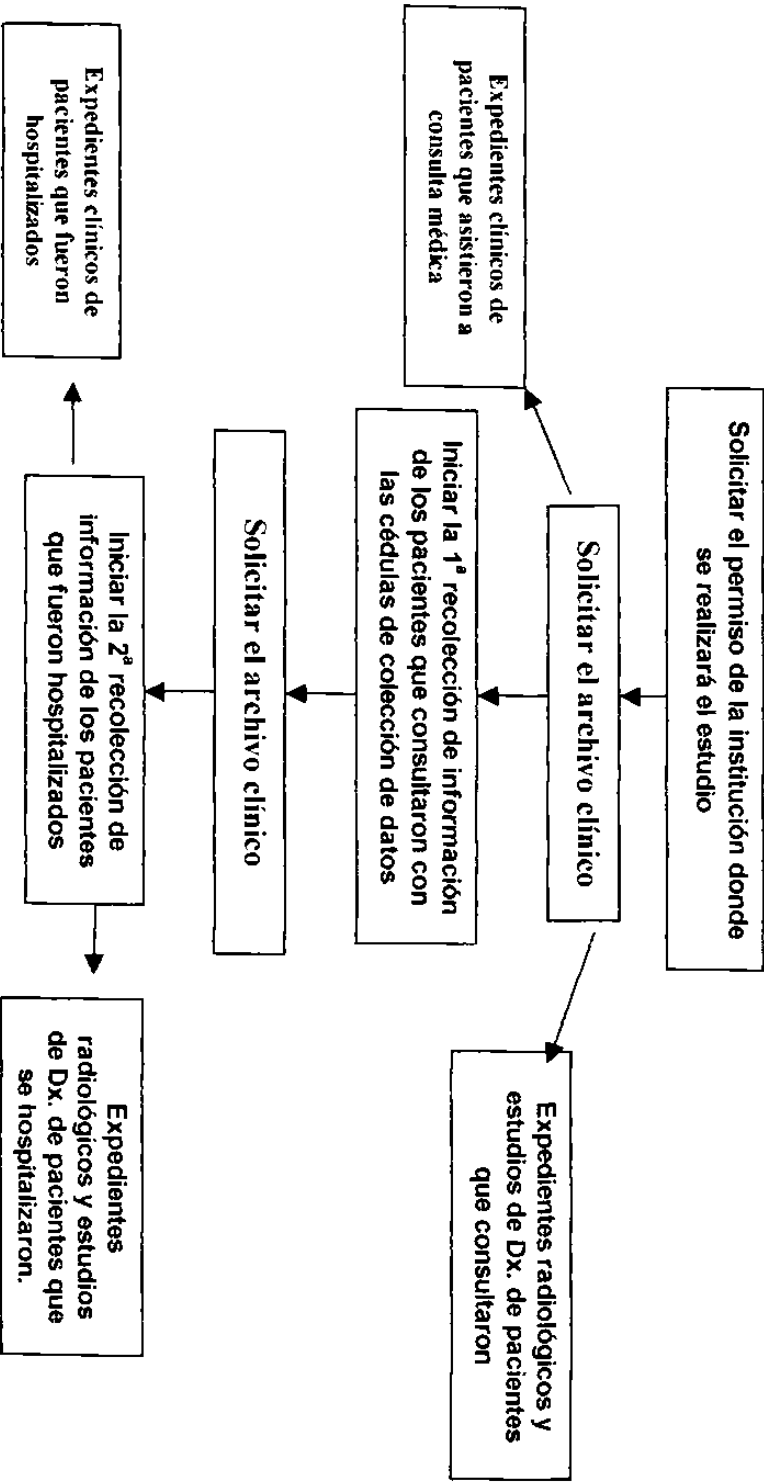 Solicitar el permiso de la institución donde
se realizará el estudio
Solicitar el archivo clínico
Expedientes clínicos de
pacientes que asistieron a
consulta médica
Expedientes radiológicos y
estudios de Dx. de pacientes
que consultaron
Iniciar la 1ª recolección de información
de los pacientes que consultaron con
las cédulas de colección de datos
Solicitar el archivo clínico
Iniciar la 2ª recolección de
información de los pacientes
que fueron hospitalizados
Expedientes clínicos de
pacientes que fueron
hospitalizados
Expedientes
radiológicos y estudios
de Dx. de pacientes que
se hospitalizaron.